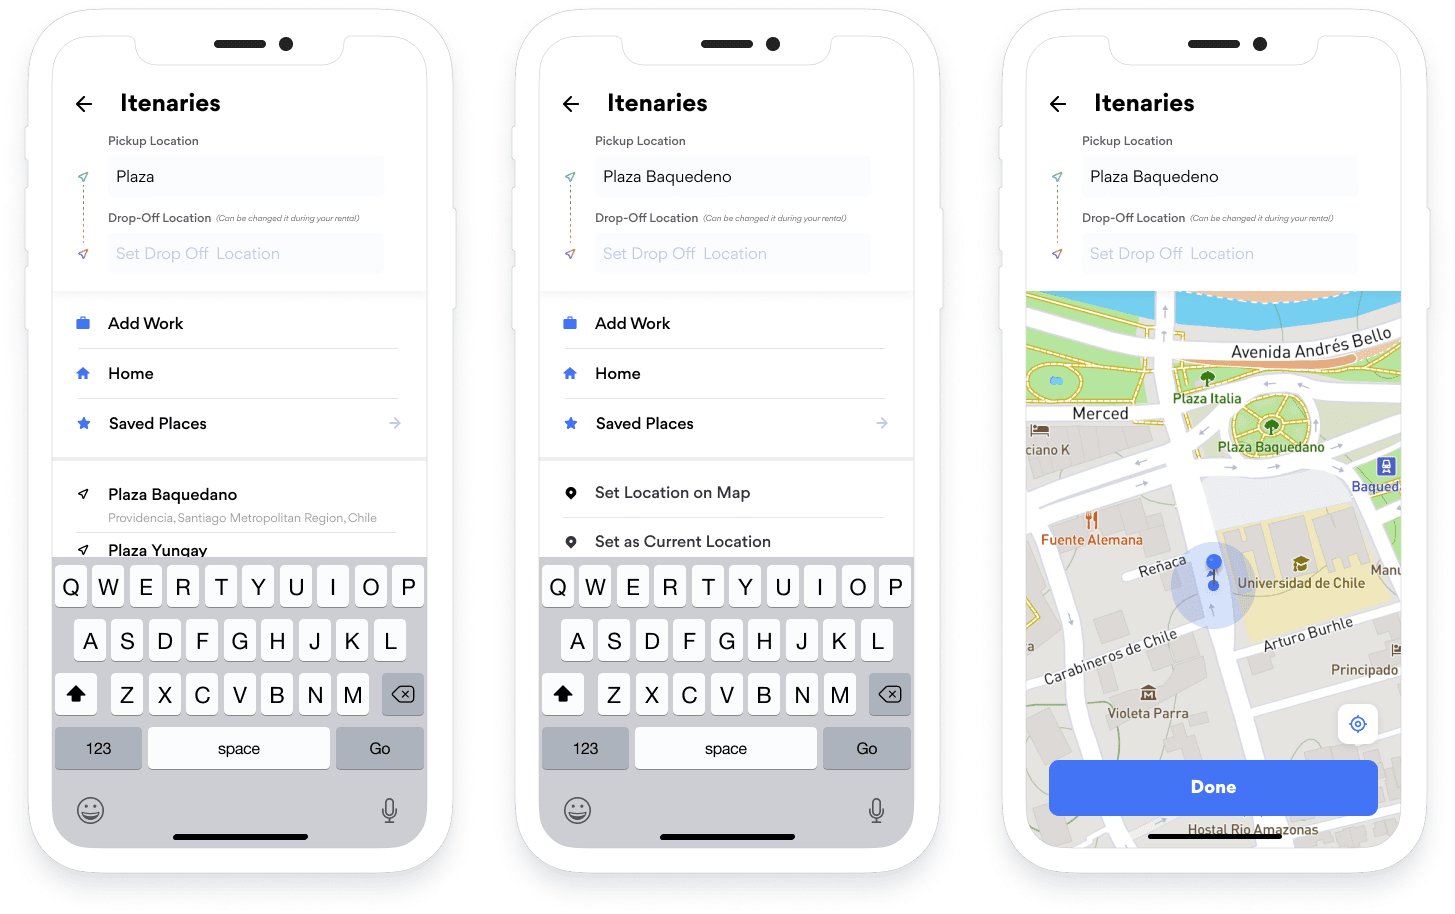 Itenaries
Pickup Location
Plaza
Drop-Off Location (Can be changed it during your rental)
Set Drop Off Location
Add Work
Home
Saved Places
Plaza Baquedano
Providencia, Santiago Metropolitan Region, Chile
Plaza Yungay
Q W E R T Y U I O P
A S D F G H J K L
Z X C V B N M
123 space Go
Itenaries
Pickup Location
Plaza Baquedeno
Drop-Off Location (Can be changed it during your rental)
Set Drop Off Location
Add Work
Home
Saved Places
Set Location on Map
Set as Current Location
Q W E R T Y U I O P
A S D F G H J K L
Z X C V B N M
123 space Go
Itenaries
Pickup Location
Plaza Baquedeno
Drop-Off Location (Can be changed it during your rental)
Set Drop Off Location
Avenida Andrés Bello
Plaza Italia
Merced
Plaza Baquedano
ciano K
Baqued
Fuente Alemana
Reñaca
Manu
Universidad de Chile
Arturo Burhle
Carabineros de Chile
Principado
Violeta Parra
Done
Hostal Rio Amazonas